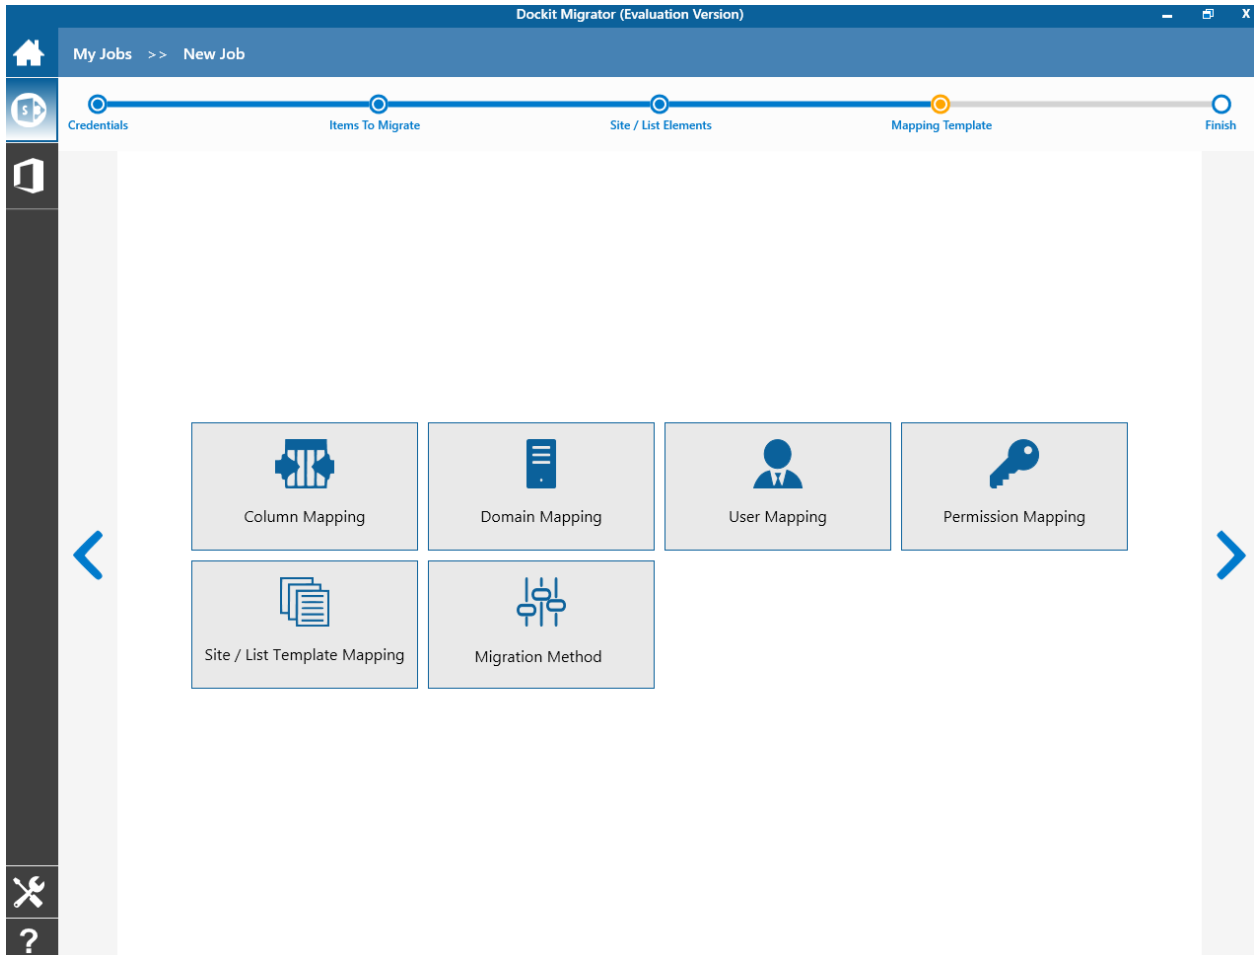 Dockit Migrator (Evaluation Version)
My Jobs >> New Job
Credentials
Items To Migrate
Site / List Elements
Mapping Template
Finish
Column Mapping
Domain Mapping
User Mapping
Permission Mapping
Site / List Template Mapping
Migration Method